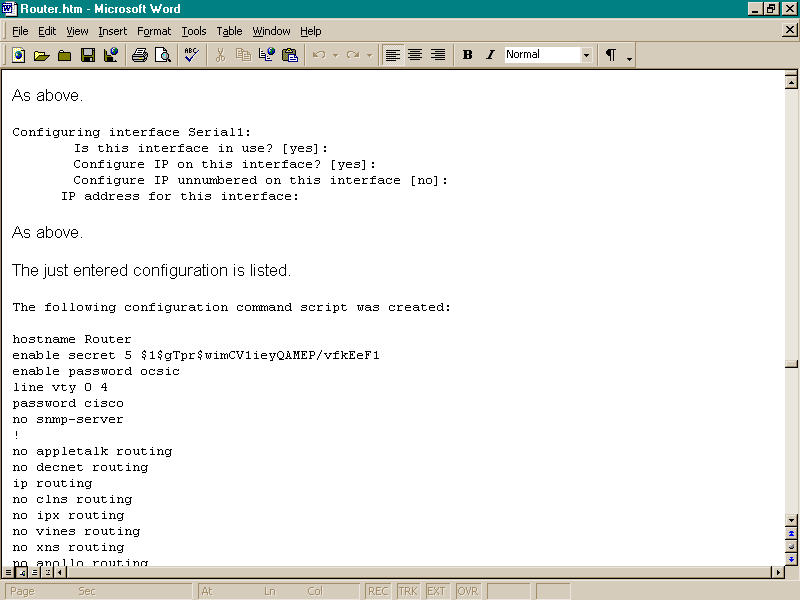 Router.htm - Microsoft Word
File Edit View Insert Format Tools Table Window Help
ABC B I Normal ¶
As above.
Configuring interface Serial1:
Is this interface in use? [yes]:
Configure IP on this interface? [yes]:
Configure IP unnumbered on this interface [no]:
IP address for this interface:
As above.
The just entered configuration is listed.
The following configuration command script was created:
hostname Router
enable secret 5 $1$gTpr$wimCV1ieyQAMEP/vfkEeF1
enable password ocsic
line vty 0 4
password cisco
no snmp-server
!
no appletalk routing
no decnet routing
ip routing
no clns routing
no ipx routing
no vines routing
no xns routing
no apollo routing
Page Sec At Ln Col REC TRK EXT OVR